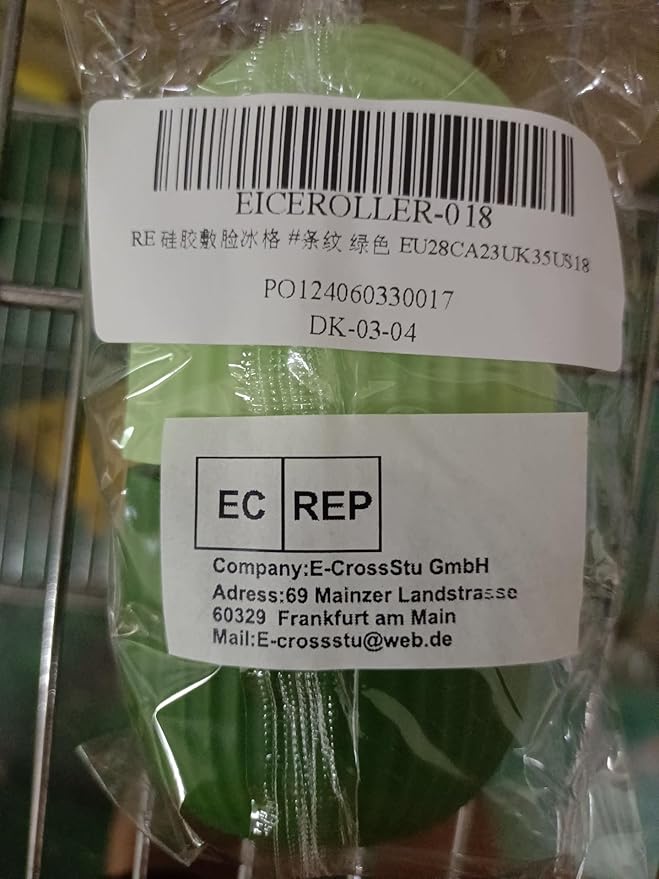 EICEROLLER-018
RE 硅胶敷脸冰格 #条纹 绿色 EU28CA23UK35US18
PO124060330017
DK-03-04
EC REP
Company:E-CrossStu GmbH
Adress:69 Mainzer Landstrasse
60329 Frankfurt am Main
Mail:E-crossstu@web.de